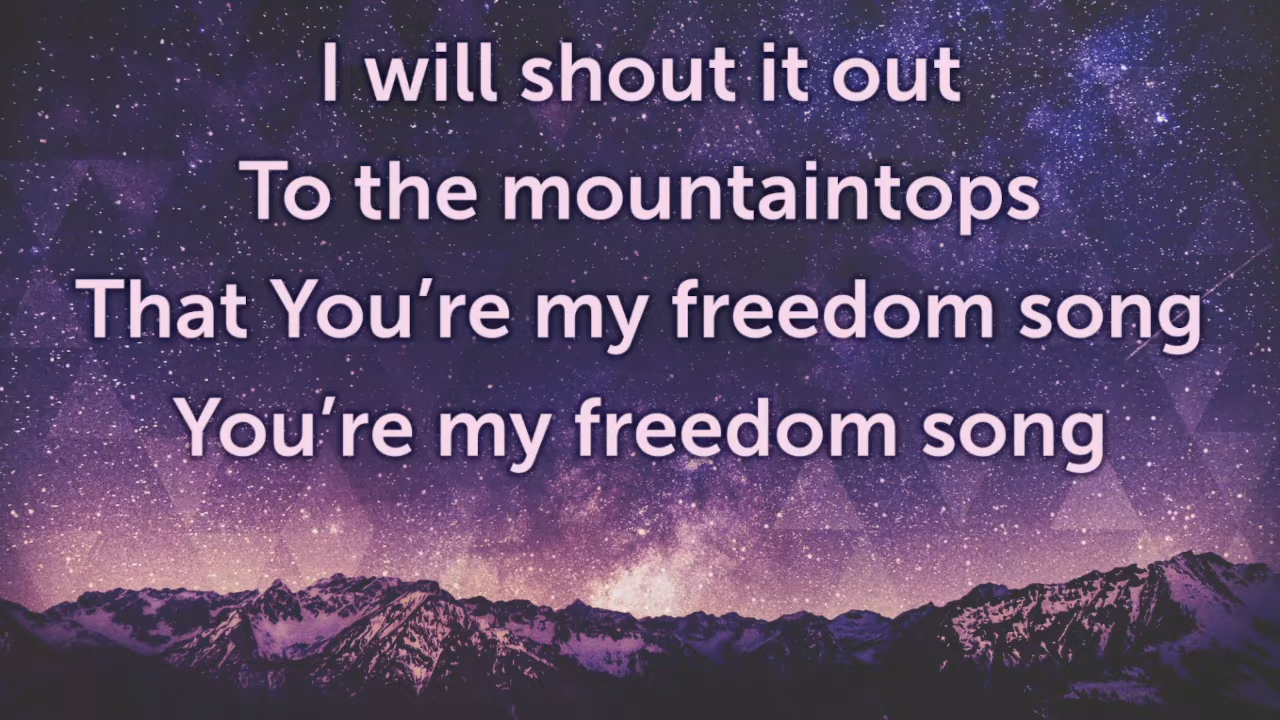 I will shout it out
To the mountaintops
That You’re my freedom song
You’re my freedom song